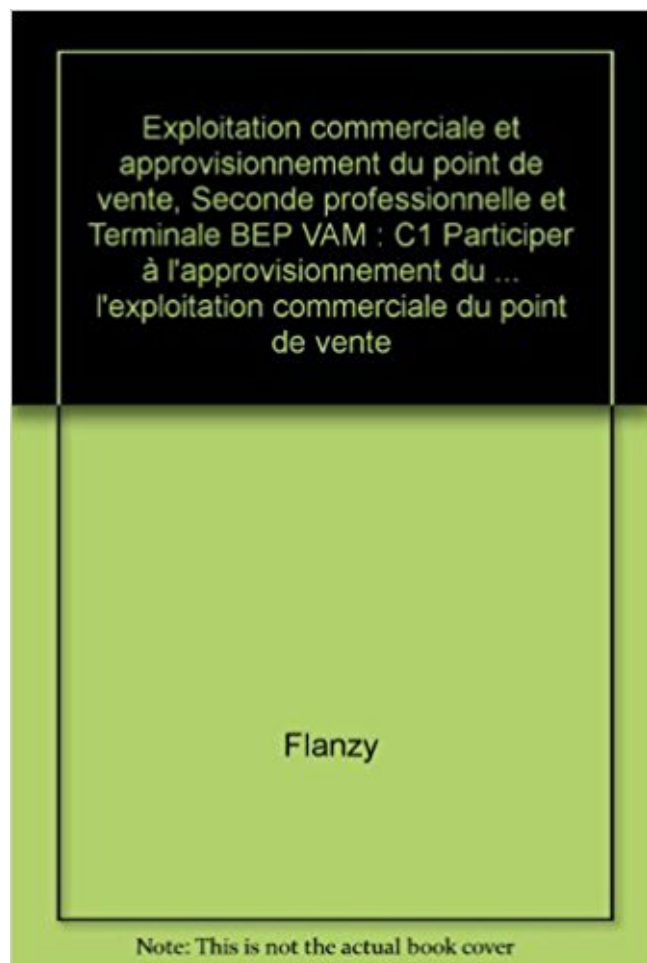 Exploitation commerciale et
approvisionnement du point de
vente, Seconde professionnelle et
Terminale BEP VAM : C1 Participer
à l'approvisionnement du ...
l'exploitation commerciale du point
de vente
Flanzy
Note: This is not the actual book cover